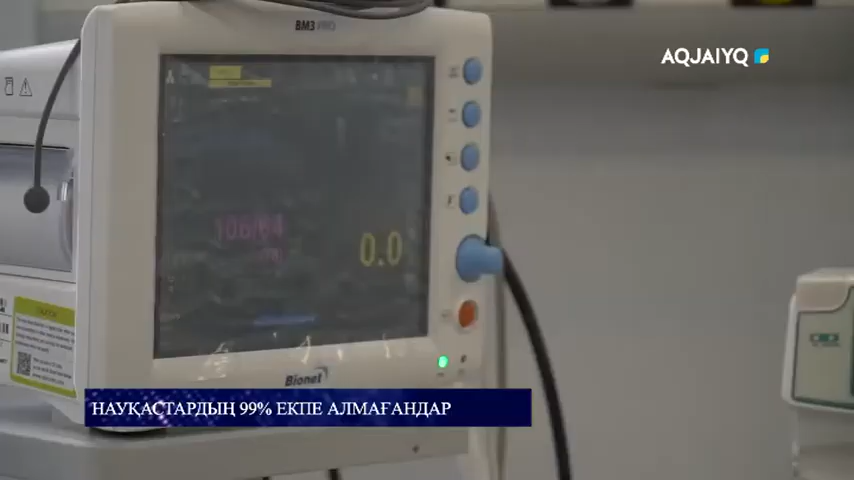 BM3 PRO
AQJAIYQ
106/64
0.0
Bionet
НАУҚАСТАРДЫҢ 99% ЕКПЕ АЛМАҒАНДАР